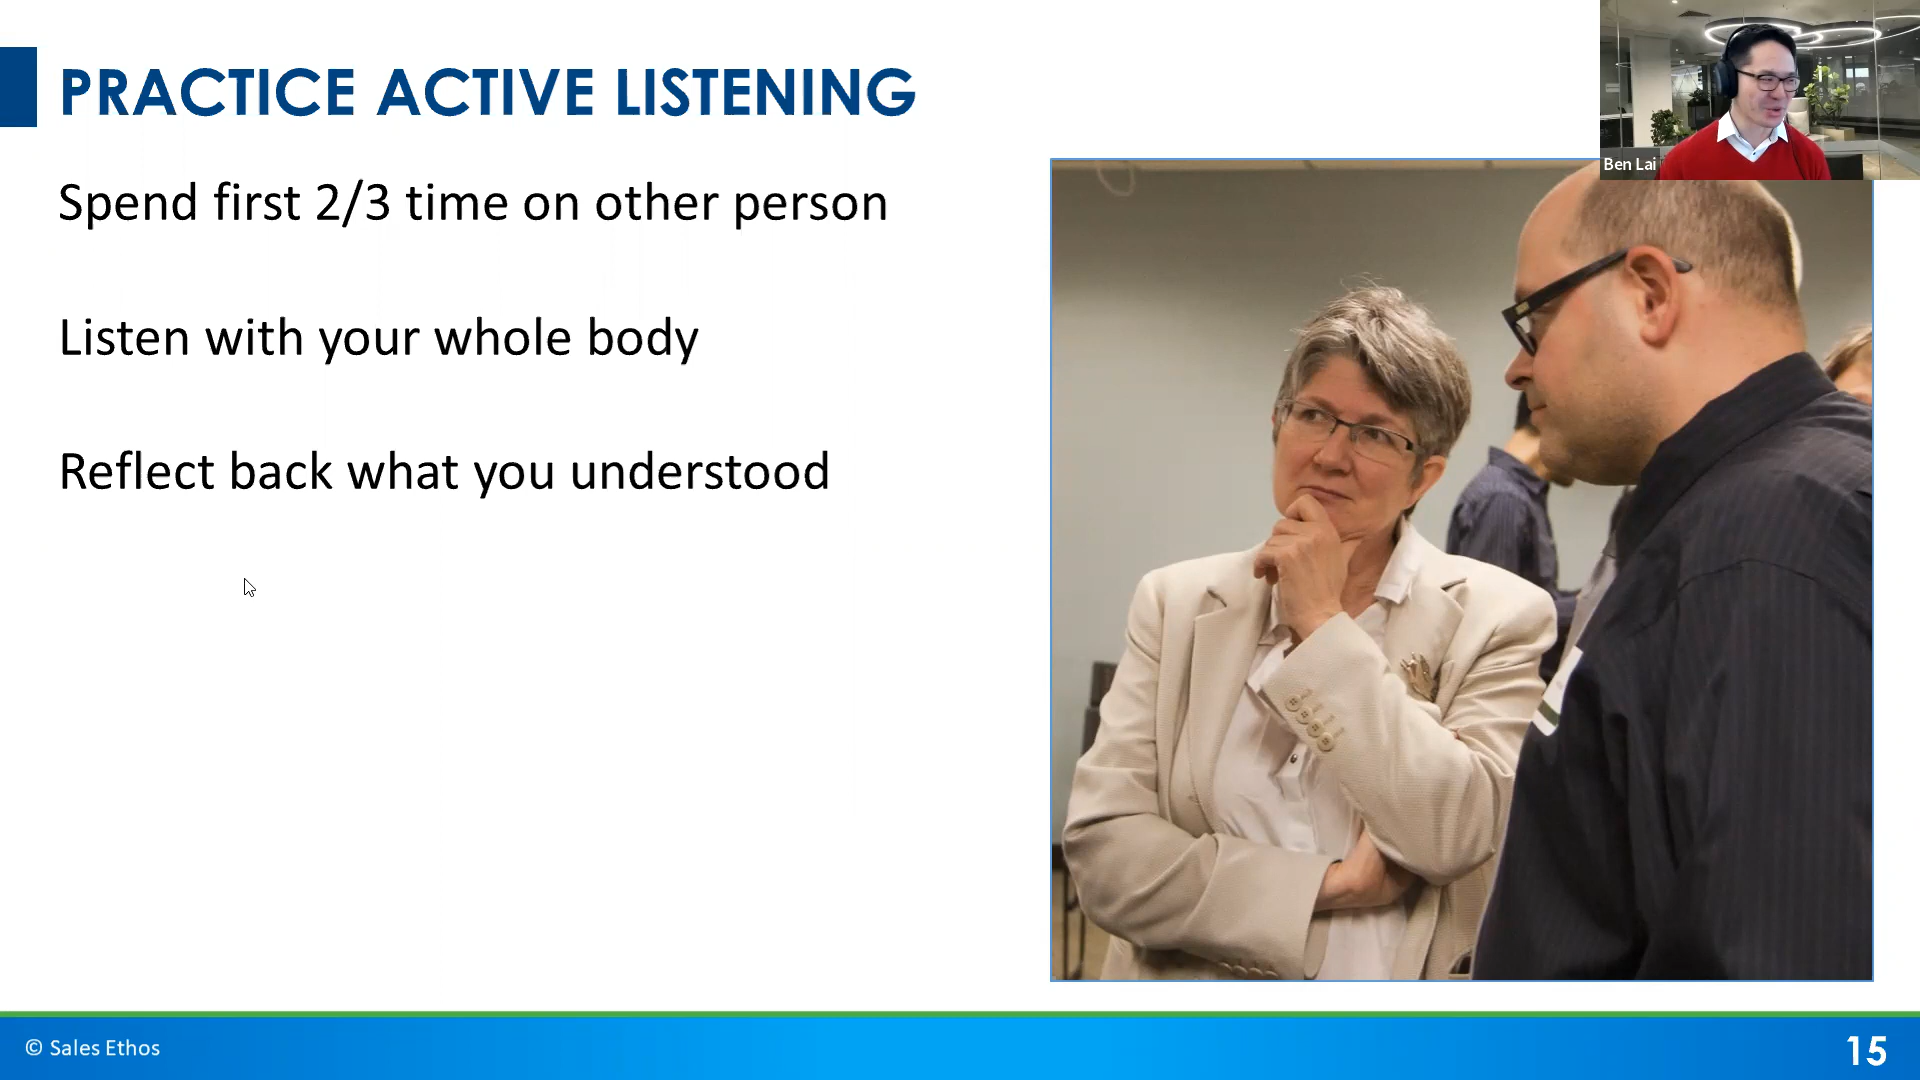 PRACTICE ACTIVE LISTENING
Ben Lai
Spend first 2/3 time on other person
Listen with your whole body
Reflect back what you understood
© Sales Ethos
15